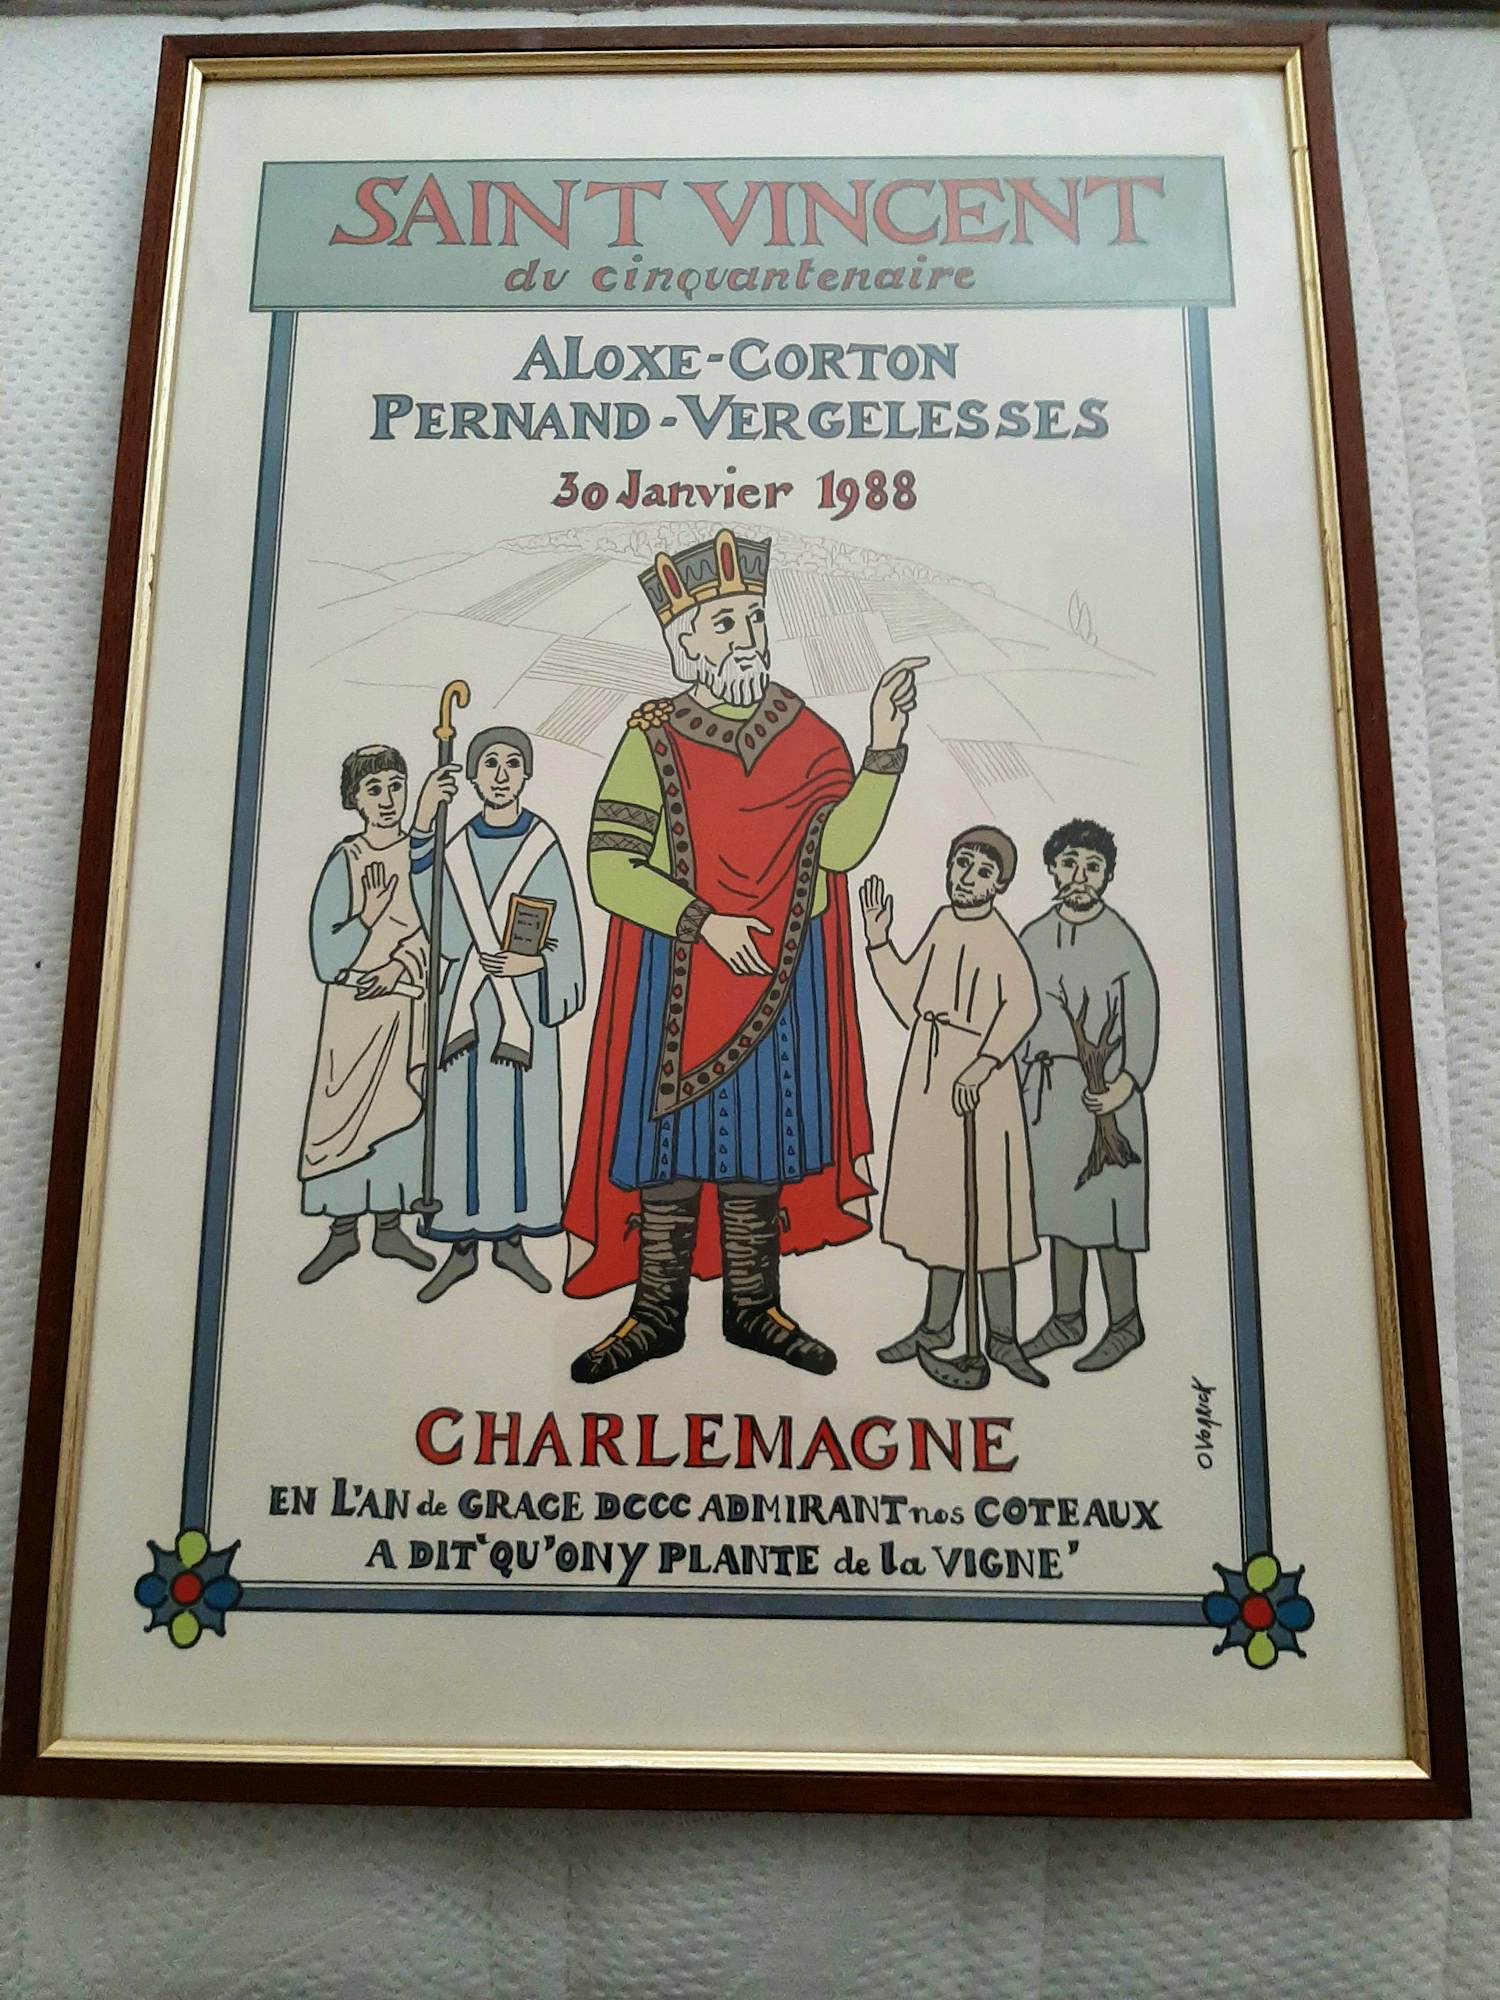 SAINT VINCENT
du cinquantenaire
ALOXE-CORTON
PERNAND-VERGELESSES
30 Janvier 1988
CHARLEMAGNE
EN L'AN de GRACE DCCC ADMIRANT nos COTEAUX
A DIT 'QU'ON y PLANTE de la VIGNE'